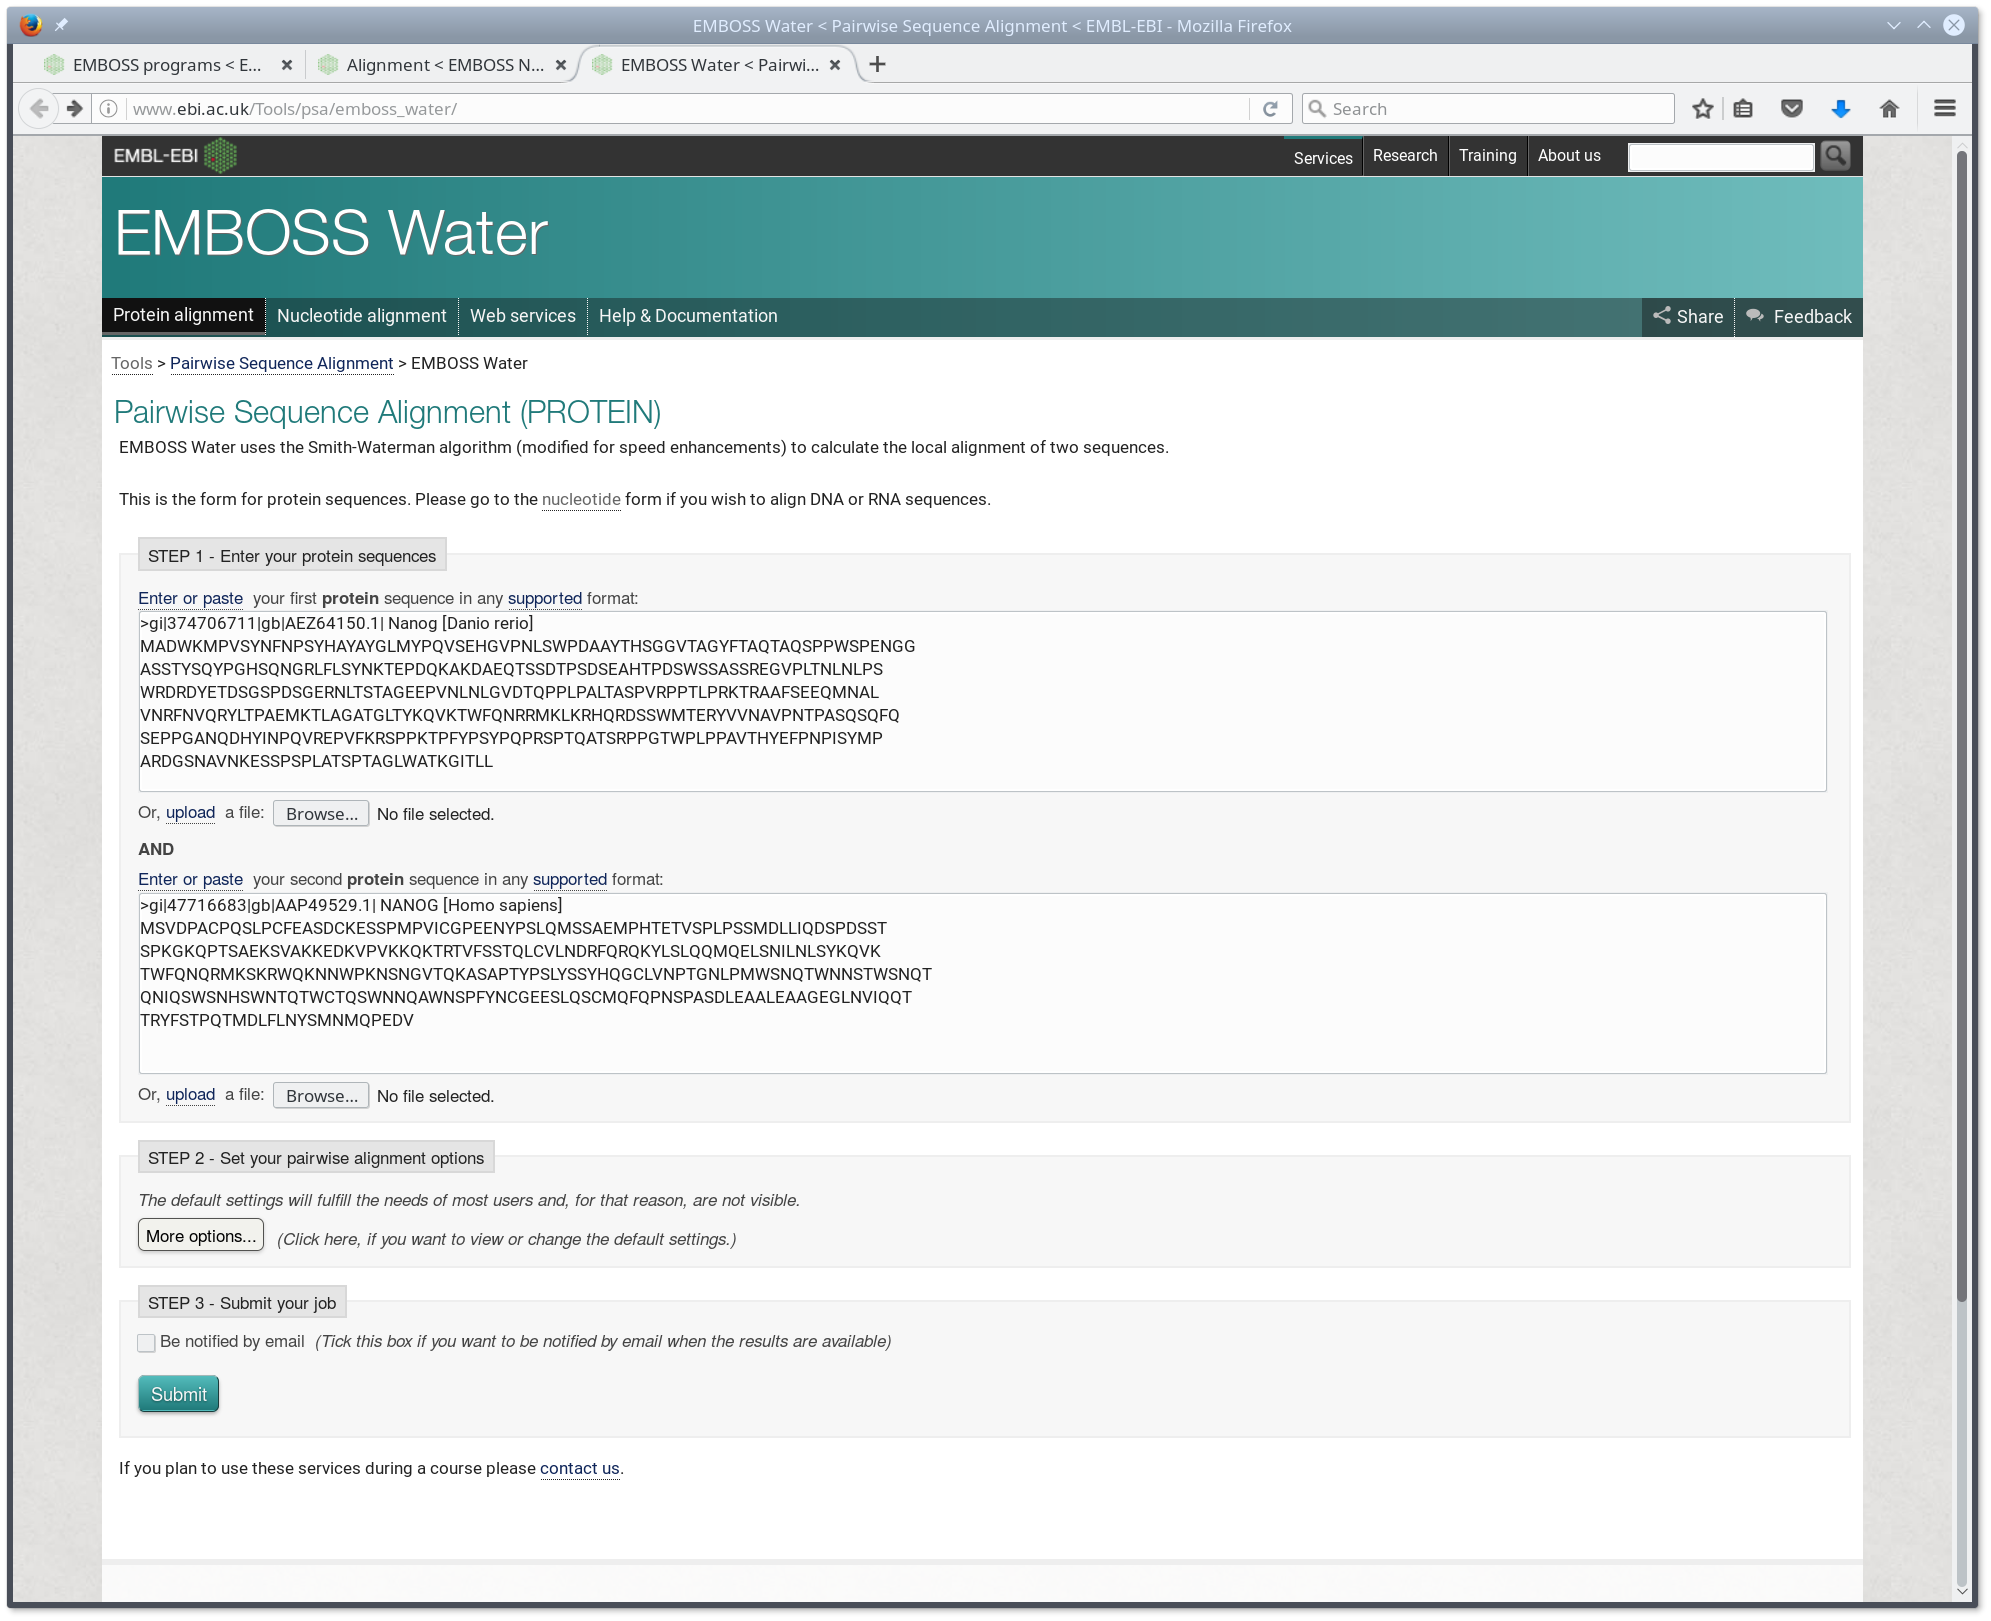 EMBOSS Water < Pairwise Sequence Alignment < EMBL-EBI - Mozilla Firefox
EMBOSS programs < E... Alignment < EMBOSS N... EMBOSS Water < Pairwi...
www.ebi.ac.uk/Tools/psa/emboss_water/ Search
EMBL-EBI Services Research Training About us
EMBOSS Water
Protein alignment Nucleotide alignment Web services Help & Documentation Share Feedback
Tools > Pairwise Sequence Alignment > EMBOSS Water
Pairwise Sequence Alignment (PROTEIN)
EMBOSS Water uses the Smith-Waterman algorithm (modified for speed enhancements) to calculate the local alignment of two sequences.
This is the form for protein sequences. Please go to the nucleotide form if you wish to align DNA or RNA sequences.
STEP 1 - Enter your protein sequences
Enter or paste your first protein sequence in any supported format:
>gi|374706711|gb|AEZ64150.1| Nanog [Danio rerio]
MADWKMPVSYNFNPSYHAYAYGLMYPQVSEHGVPNLSWPDAAYTHSGGVTAGYFTAQTAQSPPWSPENGG
ASSTYSQYPGHSQNGRLFLSYNKTEPDQKAKDAEQTSSDTPSDSEAHTPDSWSSASSREGVPLTNLNLPS
WRDRDYETDSGSPDSGERNLTSTAGEEPVNLNLGVDTQPPLPALTASPVRPPTLPRKTRAAFSEEQMNAL
VNRFNVQRYLTPAEMKTLAGATGLTYKQVKTWFQNRRMKLKRHQRDSSWMTERYVVNAVPNTPASQSQFQ
SEPPGANQDHYINPQVREPVFKRSPPKTPFYPSYPQPRSPTQATSRPPGTWPLPPAVTHYEFPNPISYMP
ARDGSNAVNKESSPSPLATSPTAGLWATKGITLL
Or, upload a file: Browse... No file selected.
AND
Enter or paste your second protein sequence in any supported format:
>gi|47716683|gb|AAP49529.1| NANOG [Homo sapiens]
MSVDPACPQSLPCFEASDCKESSPMPVICGPEENYPSLQMSSAEMPHTETVSPLPSSMDLLIQDSPDSST
SPKGKQPTSAEKSVAKKEDKVPVKKQKTRTVFSSTQLCVLNDRFQRQKYLSLQQMQELSNILNLSYKQVK
TWFQNQRMKSKRWQKNNWPKNSNGVTQKASAPTYPSLYSSYHQGCLVNPTGNLPMWSNQTWNNSTWSNQT
QNIQSWSNHSWNTQTWCTQSWNNQAWNSPFYNCGEESLQSCMQFQPNSPASDLEAALEAAGEGLNVIQQT
TRYFSTPQTMDLFLNYSMNMQPEDV
Or, upload a file: Browse... No file selected.
STEP 2 - Set your pairwise alignment options
The default settings will fulfill the needs of most users and, for that reason, are not visible.
More options... (Click here, if you want to view or change the default settings.)
STEP 3 - Submit your job
Be notified by email (Tick this box if you want to be notified by email when the results are available)
Submit
If you plan to use these services during a course please contact us.